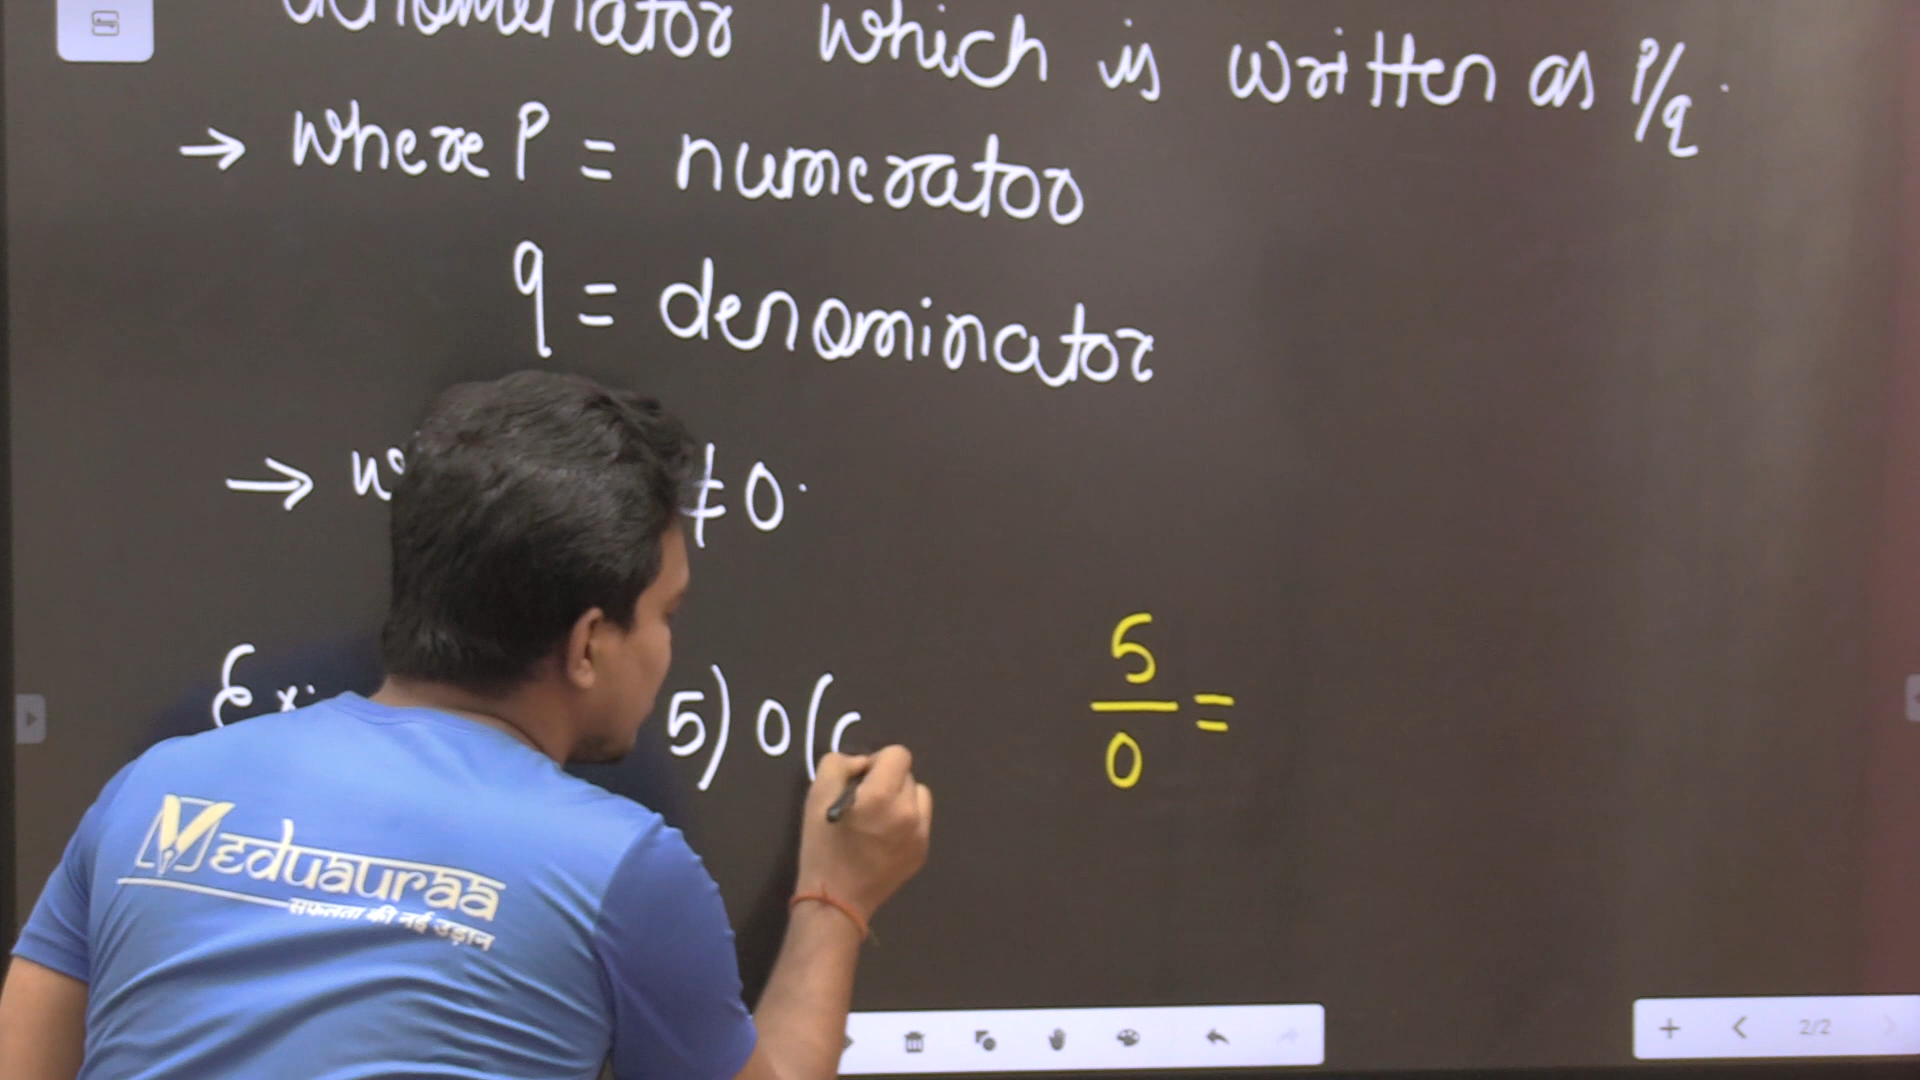 denominator which is written as P/q.
→ where P = numerator
q = denominator
→ ≠ 0.
Ex: 5) 0 (
5
0 =
eduauraa
सफलता की नई उड़ान
2/2